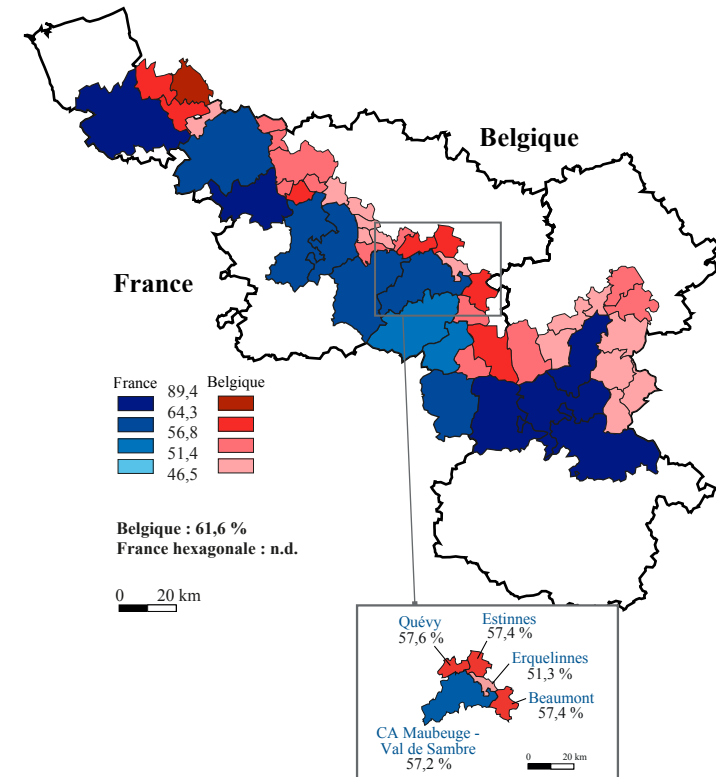 Belgique
France
France Belgique
89,4
64,3
56,8
51,4
46,5
Belgique : 61,6 %
France hexagonale : n.d.
0 20 km
Quévy
57,6 %
Estinnes
57,4 %
Erquelinnes
51,3 %
Beaumont
57,4 %
CA Maubeuge -
Val de Sambre
57,2 %
0 20 km